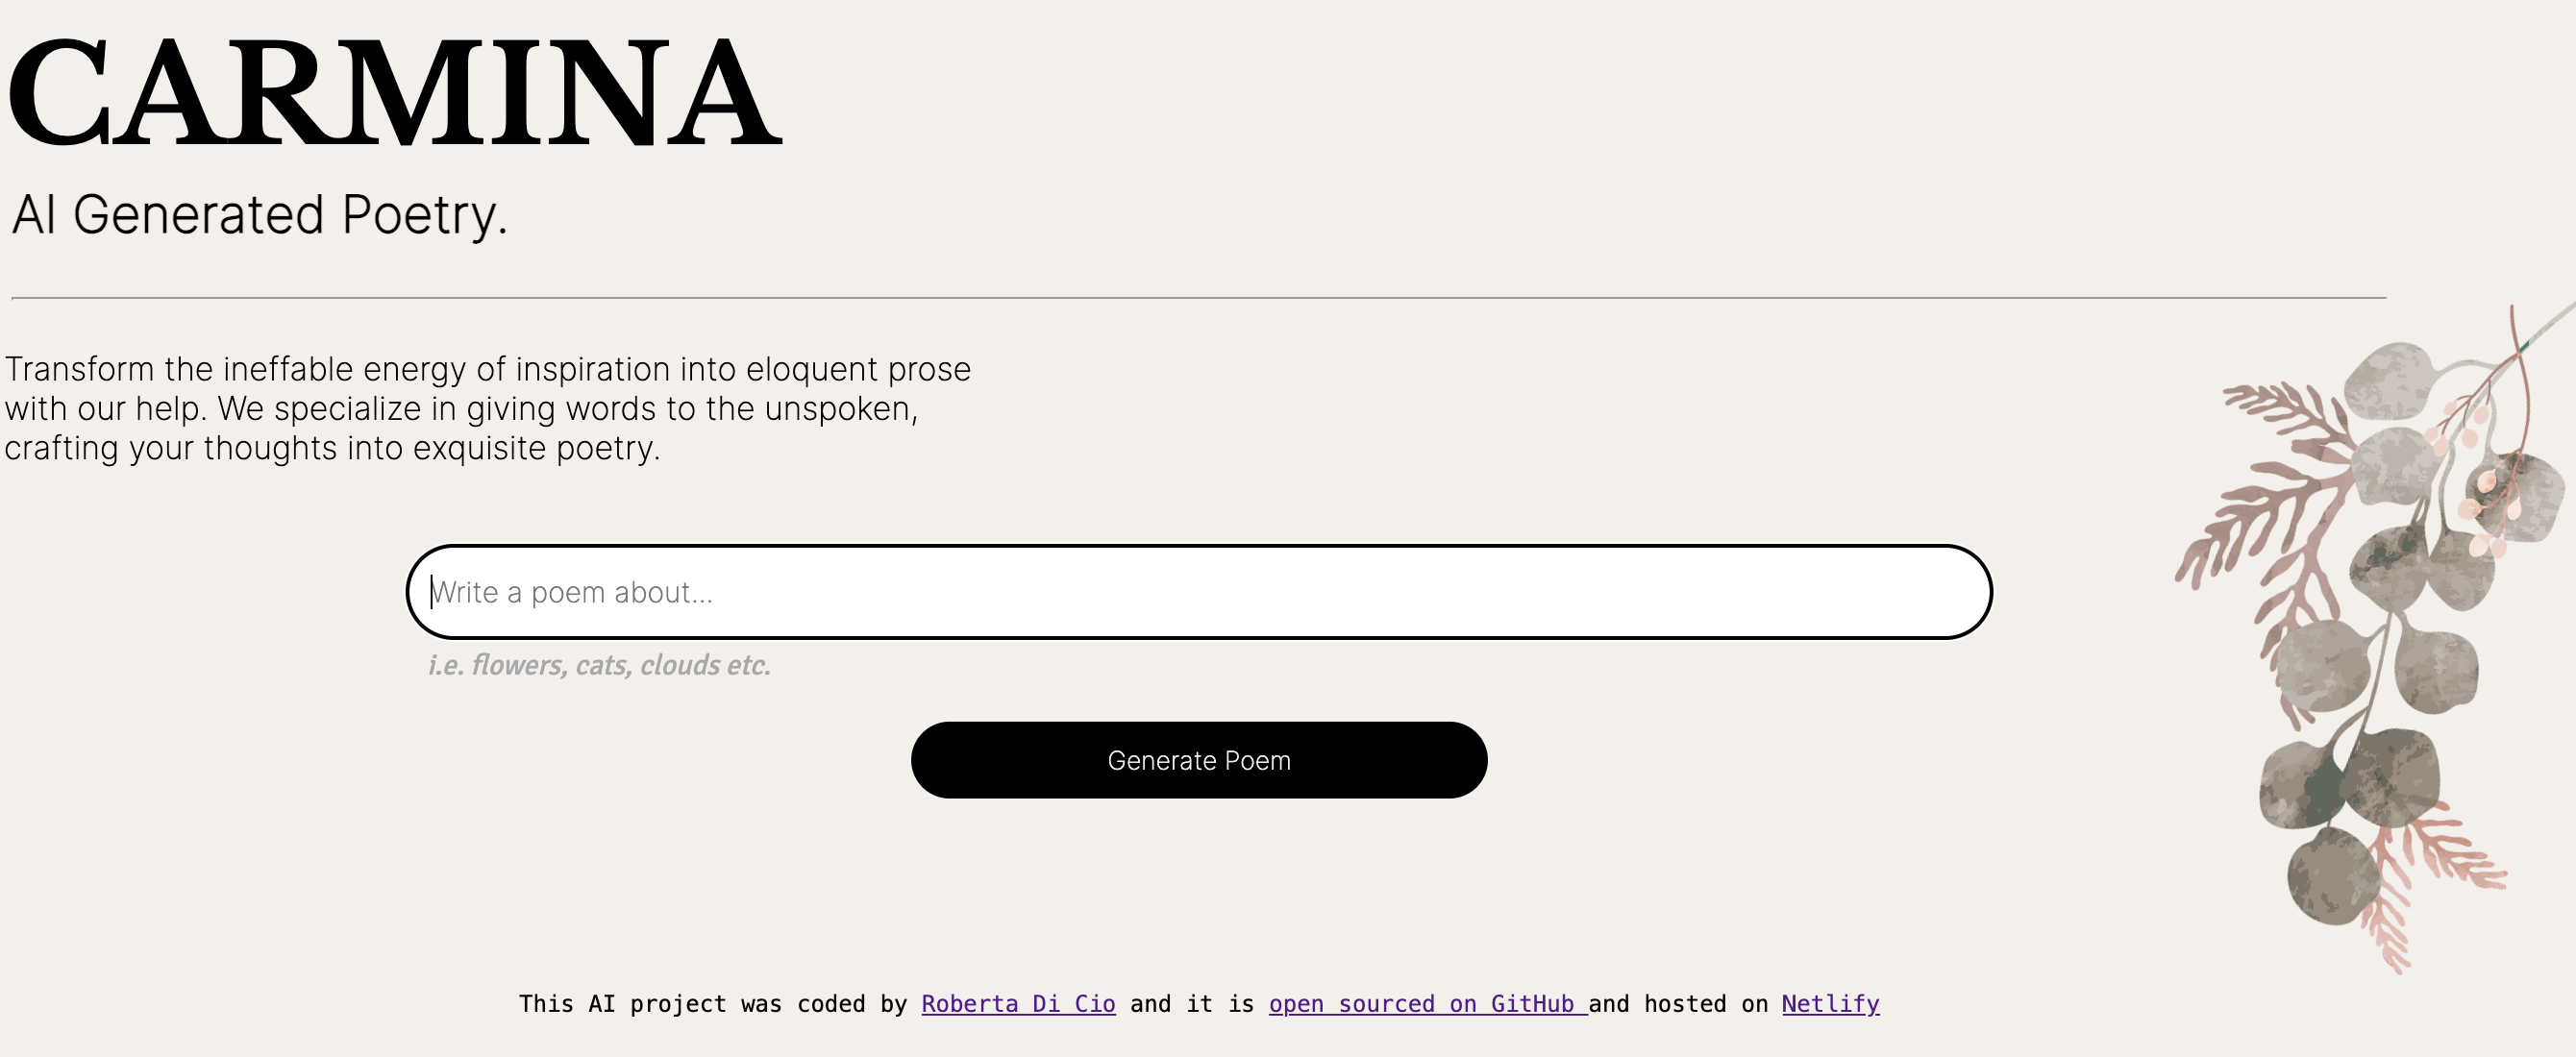 CARMINA
AI Generated Poetry.
Transform the ineffable energy of inspiration into eloquent prose
with our help. We specialize in giving words to the unspoken,
crafting your thoughts into exquisite poetry.
Write a poem about...
i.e. flowers, cats, clouds etc.
Generate Poem
This AI project was coded by Roberta Di Cio and it is open sourced on GitHub and hosted on Netlify